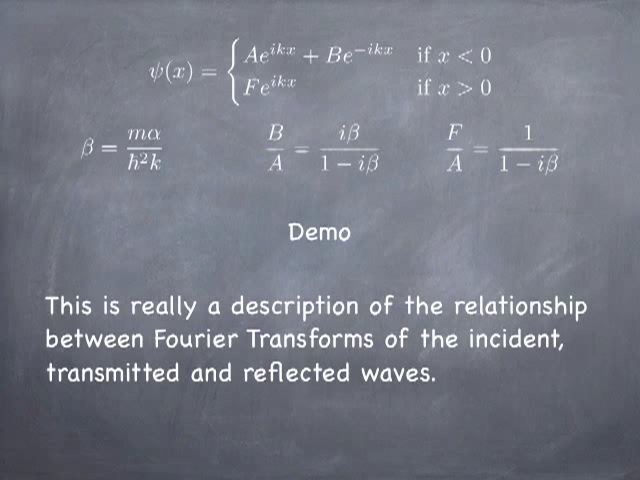 ψ(x) = { Ae^{ikx} + Be^{−ikx} if x < 0
Fe^{ikx} if x > 0
β = mα / ħ²k   B/A = iβ / (1 − iβ)   F/A = 1 / (1 − iβ)
Demo
This is really a description of the relationship
between Fourier Transforms of the incident,
transmitted and reflected waves.